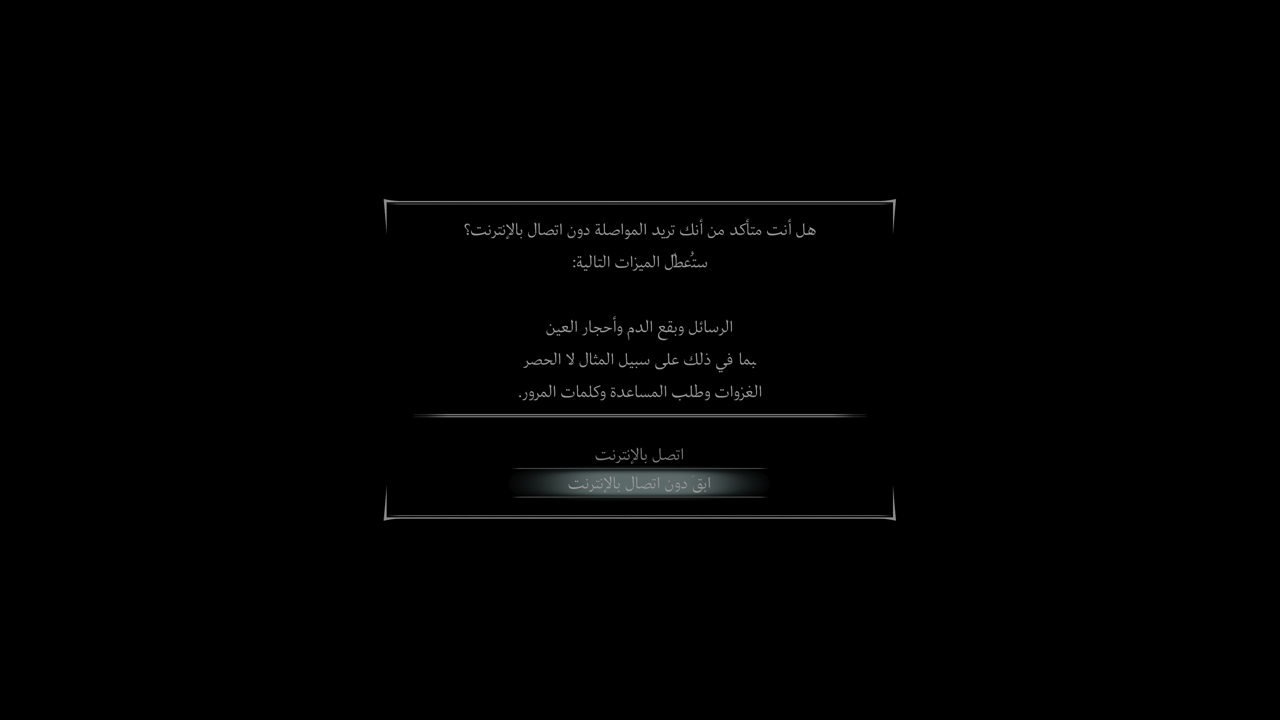 هل أنت متأكد من أنك تريد المواصلة دون اتصال بالإنترنت؟
ستُعطّل الميزات التالية:
الرسائل وبقع الدم وأحجار العين
بما في ذلك على سبيل المثال لا الحصر
الغزوات وطلب المساعدة وكلمات المرور.
اتصل بالإنترنت
ابقَ دون اتصال بالإنترنت